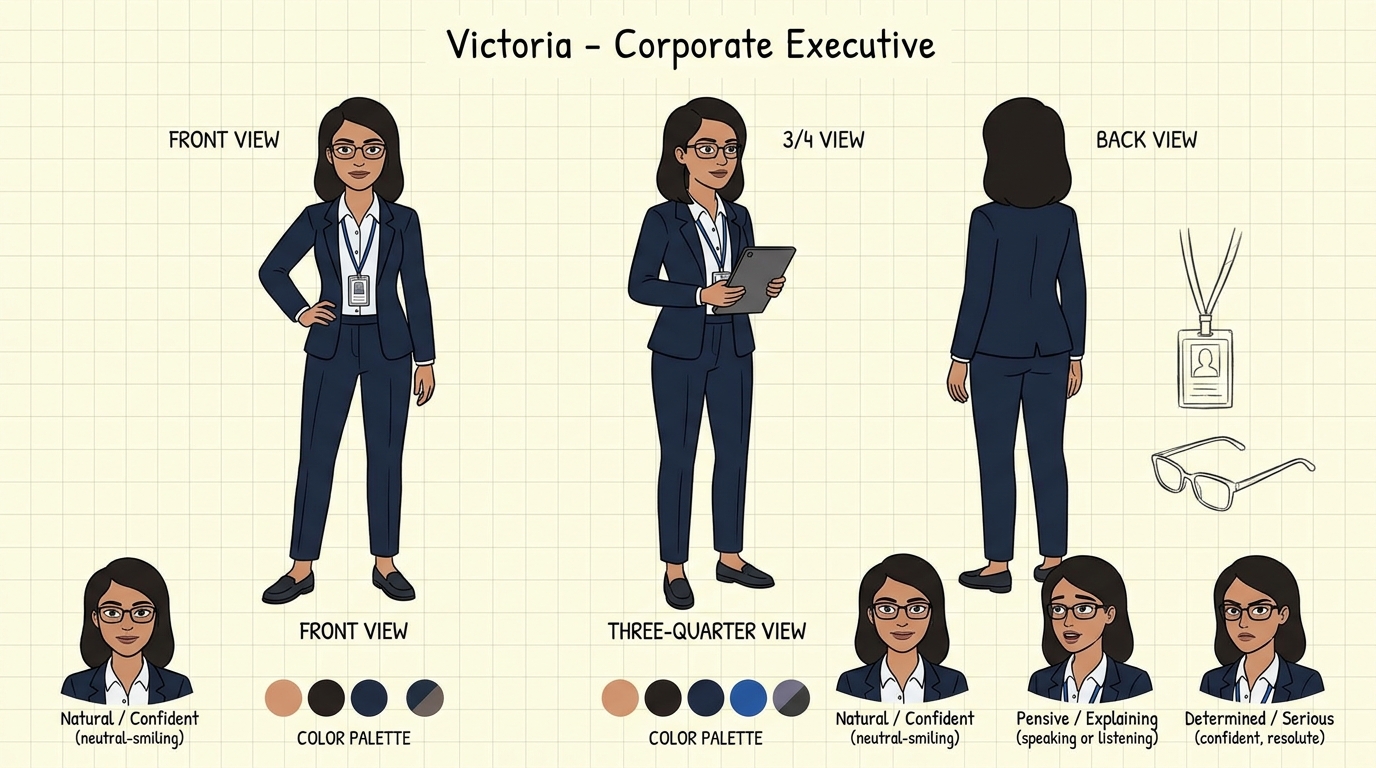 Victoria – Corporate Executive
FRONT VIEW
3/4 VIEW
BACK VIEW
FRONT VIEW
THREE-QUARTER VIEW
COLOR PALETTE
COLOR PALETTE
Natural / Confident
(neutral-smiling)
Natural / Confident
(neutral-smiling)
Pensive / Explaining
(speaking or listening)
Determined / Serious
(confident, resolute)